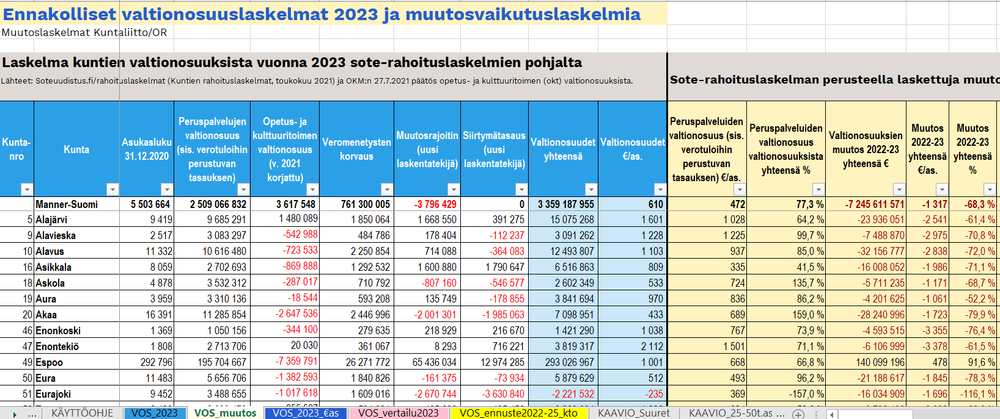 Ennakolliset valtionosuuslaskelmat 2023 ja muutosvaikutuslaskelmia
Muutoslaskelmat Kuntaliitto/OR
Laskelma kuntien valtionosuuksista vuonna 2023 sote-rahoituslaskelmien pohjalta
Lähteet: Soteuudistus.fi/rahoituslaskelmat (Kuntien rahoituslaskelmat, toukokuu 2021) ja OKM:n 27.7.2021 päätös opetus- ja kulttuuritoimen (okt) valtionosuuksista.
Sote-rahoituslaskelman perusteella laskettuja muuto
Kunta-
nro
Kunta
Asukasluku
31.12.2020
Peruspalvelujen
valtionosuus
(sis. verotuloihin
perustuvan
tasauksen)
Opetus- ja
kulttuuritoimen
valtionosuus
(v. 2021
korjattu)
Veromenetysten
korvaus
Muutosrajoitin
(uusi
laskentatekijä)
Siirtymätasaus
(uusi
laskentatekijä)
Valtionosuudet
yhteensä
Valtionosuudet
€/as.
Peruspalveluiden
valtionosuus (sis.
verotuloihin
perustuvan
tasauksen) €/as.
Peruspalveluiden
valtionosuus
valtionosuuksista
yhteensä %
Valtionosuuksien
muutos 2022-23
yhteensä €
Muutos
2022-23
yhteensä
€/as.
Muutos
2022-23
yhteensä
%
Manner-Suomi 5 503 664 2 509 066 832 3 617 548 761 300 005 -3 796 429 0 3 359 187 955 610 472 77,3 % -7 245 611 571 -1 317 -68,3 %
5 Alajärvi 9 419 9 685 291 1 480 089 1 850 064 1 668 550 391 275 15 075 268 1 601 1 028 64,2 % -23 936 051 -2 541 -61,4 %
9 Alavieska 2 517 3 083 297 -542 988 484 786 178 404 -112 237 3 091 262 1 228 1 225 99,7 % -7 488 870 -2 975 -70,8 %
10 Alavus 11 332 10 616 480 -723 533 2 250 854 714 088 -364 083 12 493 807 1 103 937 85,0 % -32 156 777 -2 838 -72,0 %
16 Asikkala 8 059 2 702 693 -869 888 1 292 532 1 600 880 1 790 647 6 516 863 809 335 41,5 % -16 008 052 -1 986 -71,1 %
18 Askola 4 878 3 532 312 -287 017 710 792 -807 160 -546 577 2 602 349 533 724 135,7 % -5 711 235 -1 171 -68,7 %
19 Aura 3 959 3 310 136 -18 544 593 208 135 749 -178 855 3 841 694 970 836 86,2 % -4 201 625 -1 061 -52,2 %
20 Akaa 16 391 11 285 854 -2 647 536 2 446 996 -2 001 301 -1 985 063 7 098 951 433 689 159,0 % -28 240 996 -1 723 -79,9 %
46 Enonkoski 1 369 1 050 156 -344 100 279 635 218 929 216 670 1 421 290 1 038 767 73,9 % -4 593 515 -3 355 -76,4 %
47 Enontekiö 1 808 2 713 706 20 030 361 067 8 293 716 221 3 819 317 2 112 1 501 71,1 % -6 106 999 -3 378 -61,5 %
49 Espoo 292 796 195 704 667 -7 359 791 26 271 772 65 436 034 12 974 285 293 026 967 1 001 668 66,8 % 140 099 196 478 91,6 %
50 Eura 11 483 5 656 706 -1 382 593 1 840 826 -161 375 -73 934 5 879 629 512 493 96,2 % -21 188 617 -1 845 -78,3 %
51 Eurajoki 9 452 3 488 655 -1 017 618 1 609 016 -2 670 744 -3 630 840 -2 221 532 -235 369 -157,0 % -16 034 909 -1 696 -116,1 %
... KÄYTTÖOHJE VOS_2023 VOS_muutos VOS_2023_€as VOS_vertailu2023 VOS_ennuste2022-25_kto KAAVIO_Suuret KAAVIO_25-50t.as ...